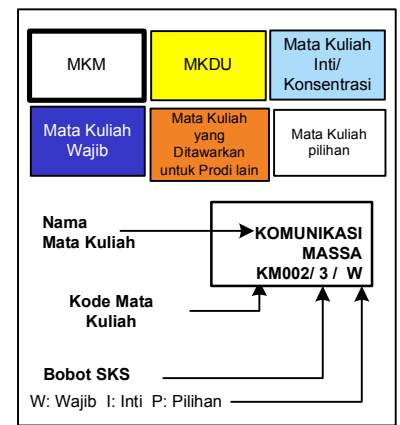 MKM
MKDU
Mata Kuliah
Inti/
Konsentrasi
Mata Kuliah
Wajib
Mata Kuliah
yang
Ditawarkan
untuk Prodi lain
Mata Kuliah
pilihan
Nama
Mata Kuliah
KOMUNIKASI
MASSA
KM002/ 3 / W
Kode Mata
Kuliah
Bobot SKS
W: Wajib I: Inti P: Pilihan